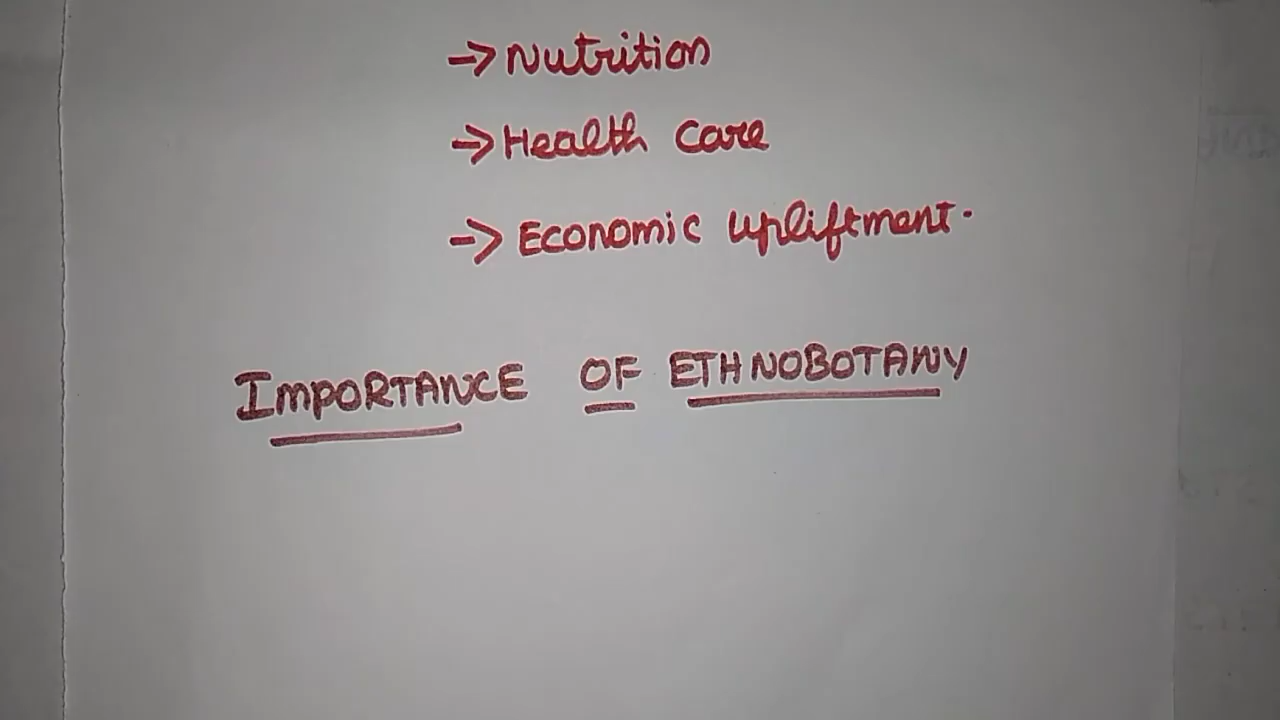 → Nutrition
→ Health Care
→ Economic upliftment.
IMPORTANCE OF ETHNOBOTANY